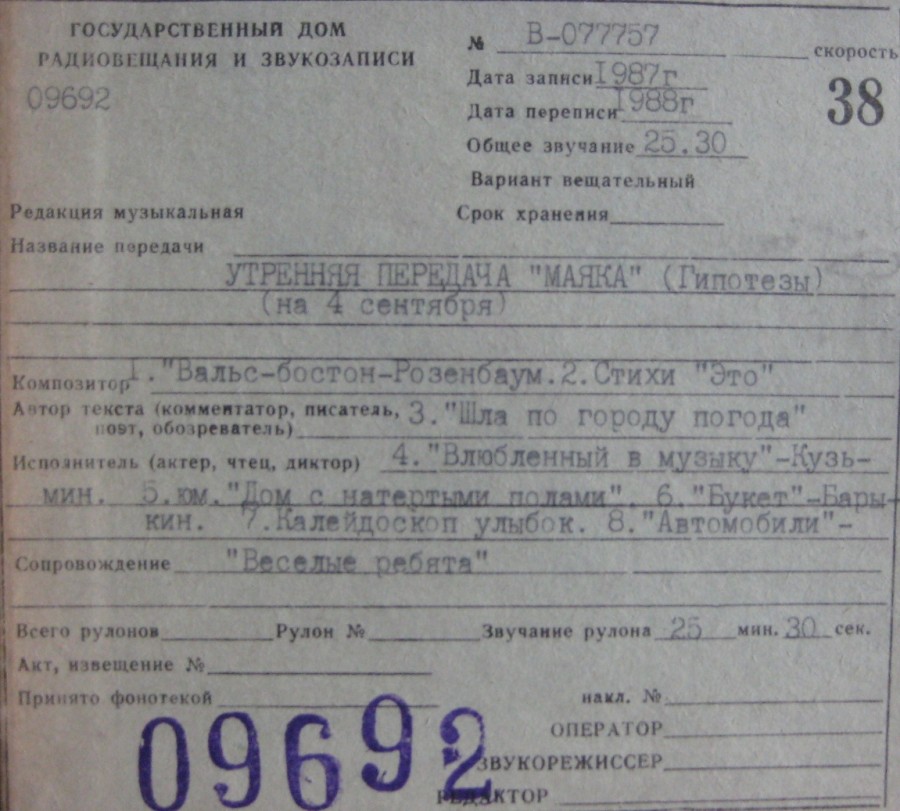 ГОСУДАРСТВЕННЫЙ ДОМ
РАДИОВЕЩАНИЯ И ЗВУКОЗАПИСИ
09692
№ В-077757
скорость
38
Дата записи 1987г
Дата переписи 1988г
Общее звучание 25.30
Вариант вещательный
Редакция музыкальная
Срок хранения
Название передачи
УТРЕННЯЯ ПЕРЕДАЧА "МАЯКА" (Гипотезы)
(на 4 сентября)
Композитор 1."Вальс-бостон-Розенбаум.2.Стихи "Это"
Автор текста (комментатор, писатель, 3."Шла по городу погода"
поэт, обозреватель)
Исполнитель (актер, чтец, диктор) 4."Влюбленный в музыку"-Кузь-
мин. 5.юм."Дом с натертыми полами". 6."Букет"-Бары-
кин. 7.Калейдоскоп улыбок. 8."Автомобили"-
Сопровождение "Веселые ребята"
Всего рулонов Рулон № Звучание рулона 25 мин. 30 сек.
Акт, извещение №
Принято фонотекой накл. №
09692
ОПЕРАТОР
ЗВУКОРЕЖИССЕР
РЕДАКТОР